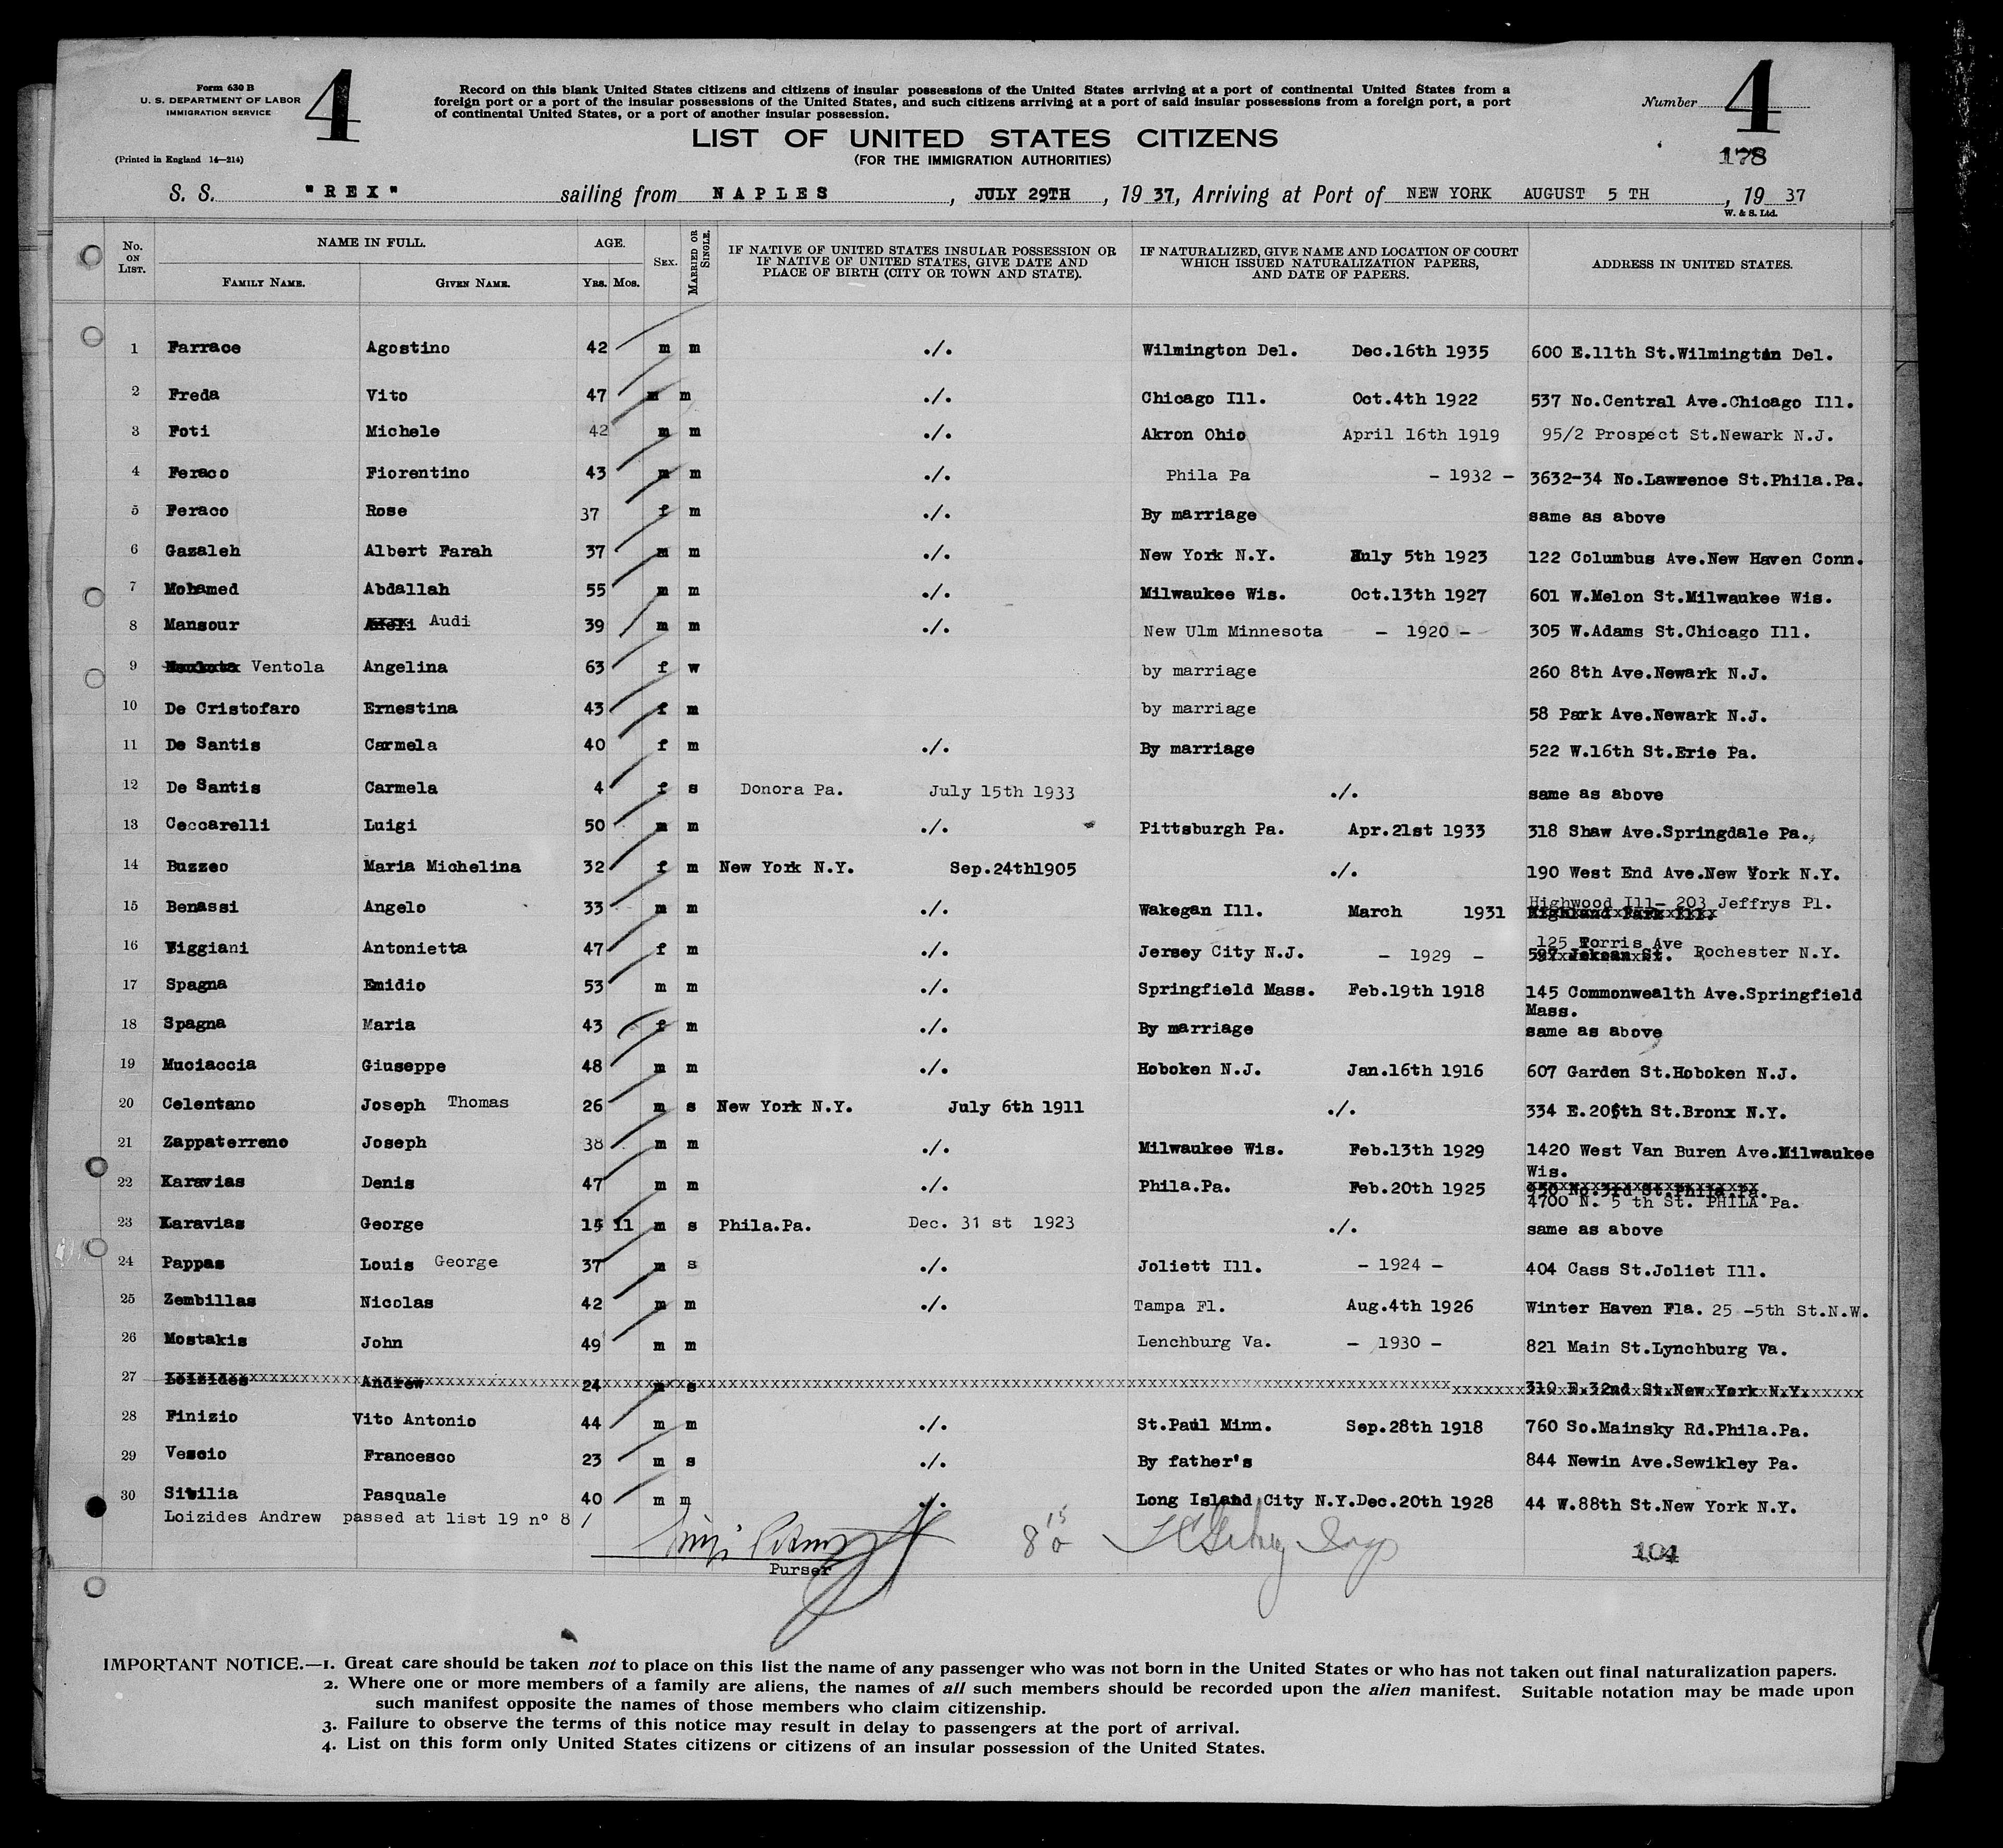 Form 630 B
U. S. DEPARTMENT OF LABOR
IMMIGRATION SERVICE
(Printed in England 14—214)
4
Record on this blank United States citizens and citizens of insular possessions of the United States arriving at a port of continental United States from a
foreign port or a port of the insular possessions of the United States, and such citizens arriving at a port of said insular possessions from a foreign port, a port
of continental United States, or a port of another insular possession.
LIST OF UNITED STATES CITIZENS
(FOR THE IMMIGRATION AUTHORITIES)
Number 4
178
S. S. "REX" sailing from NAPLES, JULY 29TH, 19 37, Arriving at Port of NEW YORK AUGUST 5 TH, 19 37
W. & S. Ltd.
No. ON LIST. NAME IN FULL. FAMILY NAME. GIVEN NAME. AGE. YRS. MOS. SEX. MARRIED OR SINGLE. IF NATIVE OF UNITED STATES INSULAR POSSESSION OR IF NATIVE OF UNITED STATES, GIVE DATE AND PLACE OF BIRTH (CITY OR TOWN AND STATE). IF NATURALIZED, GIVE NAME AND LOCATION OF COURT WHICH ISSUED NATURALIZATION PAPERS, AND DATE OF PAPERS. ADDRESS IN UNITED STATES.
1 Farrace Agostino 42 m m ./. Wilmington Del. Dec.16th 1935 600 E.11th St.Wilmington Del.
2 Freda Vito 47 m m ./. Chicago Ill. Oct.4th 1922 537 No.Central Ave.Chicago Ill.
3 Foti Michele 42 m m ./. Akron Ohio April 16th 1919 95/2 Prospect St.Newark N.J.
4 Feraco Fiorentino 43 m m ./. Phila Pa - 1932 - 3632-34 No.Lawrence St.Phila.Pa.
5 Feraco Rose 37 f m ./. By marriage same as above
6 Gazaleh Albert Farah 37 m m ./. New York N.Y. July 5th 1923 122 Columbus Ave.New Haven Conn.
7 Mohamed Abdallah 55 m m ./. Milwaukee Wis. Oct.13th 1927 601 W.Melon St.Milwaukee Wis.
8 Mansour Audi 39 m m ./. New Ulm Minnesota - 1920 - 305 W.Adams St.Chicago Ill.
9 Ventola Angelina 63 f w by marriage 260 8th Ave.Newark N.J.
10 De Cristofaro Ernestina 43 f m by marriage 58 Park Ave.Newark N.J.
11 De Santis Carmela 40 f m ./. By marriage 522 W.16th St.Erie Pa.
12 De Santis Carmela 4 f s Donora Pa. July 15th 1933 ./. same as above
13 Ceccarelli Luigi 50 m m ./. Pittsburgh Pa. Apr.21st 1933 318 Shaw Ave.Springdale Pa.
14 Buzzeo Maria Michelina 32 f m New York N.Y. Sep.24th1905 ./. 190 West End Ave.New York N.Y.
15 Benassi Angelo 33 m m ./. Wakegan Ill. March 1931 Highwood Ill- 203 Jeffrys Pl.
Highland Park Ill.
16 Viggiani Antonietta 47 f m ./. Jersey City N.J. - 1929 - 125 Torris Ave Rochester N.Y.
17 Spagna Emidio 53 m m ./. Springfield Mass. Feb.19th 1918 145 Commonwealth Ave.Springfield
Mass.
18 Spagna Maria 43 f m ./. By marriage same as above
19 Muciaccia Giuseppe 48 m m ./. Hoboken N.J. Jan.16th 1916 607 Garden St.Hoboken N.J.
20 Celentano Joseph Thomas 26 m s New York N.Y. July 6th 1911 ./. 334 E.206th St.Bronx N.Y.
21 Zappaterreno Joseph 38 m m ./. Milwaukee Wis. Feb.13th 1929 1420 West Van Buren Ave.Milwaukee
Wis.
22 Karavias Denis 47 m m ./. Phila.Pa. Feb.20th 1925 930 No.3rd St.Phila.Pa.
4700 N. 5 th St. PHILA Pa.
23 Karavias George 15 11 m s Phila.Pa. Dec. 31 st 1923 ./. same as above
24 Pappas Louis George 37 m s ./. Joliett Ill. - 1924 - 404 Cass St.Joliet Ill.
25 Zembillas Nicolas 42 m m ./. Tampa Fl. Aug.4th 1926 Winter Haven Fla. 25 -5th St.N.W.
26 Mostakis John 49 m m Lenchburg Va. - 1930 - 821 Main St.Lynchburg Va.
27 Loizides Andrew 24 m s 310 E.32nd St.New York N.Y.
28 Finizio Vito Antonio 44 m m ./. St.Paul Minn. Sep.28th 1918 760 So.Mainsky Rd.Phila.Pa.
29 Vescio Francesco 23 m s ./. By father's 844 Newin Ave.Sewikley Pa.
30 Sitilia Pasquale 40 m m ./. Long Island City N.Y.Dec.20th 1928 44 W.88th St.New York N.Y.
Loizides Andrew passed at list 19 nº 8 /
Purser
104
IMPORTANT NOTICE.—1. Great care should be taken not to place on this list the name of any passenger who was not born in the United States or who has not taken out final naturalization papers.
2. Where one or more members of a family are aliens, the names of all such members should be recorded upon the alien manifest. Suitable notation may be made upon
such manifest opposite the names of those members who claim citizenship.
3. Failure to observe the terms of this notice may result in delay to passengers at the port of arrival.
4. List on this form only United States citizens or citizens of an insular possession of the United States.